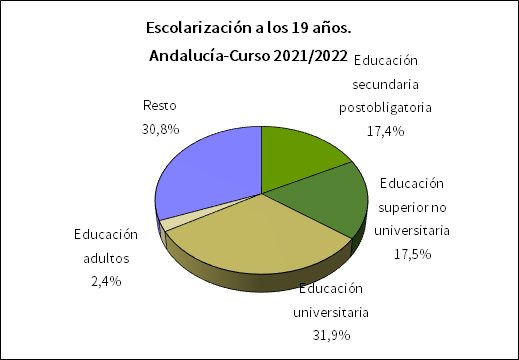 Escolarización a los 19 años.
Andalucía-Curso 2021/2022
Educación
secundaria
postobligatoria
17,4%
Resto
30,8%
Educación
superior no
universitaria
17,5%
Educación
adultos
2,4%
Educación
universitaria
31,9%